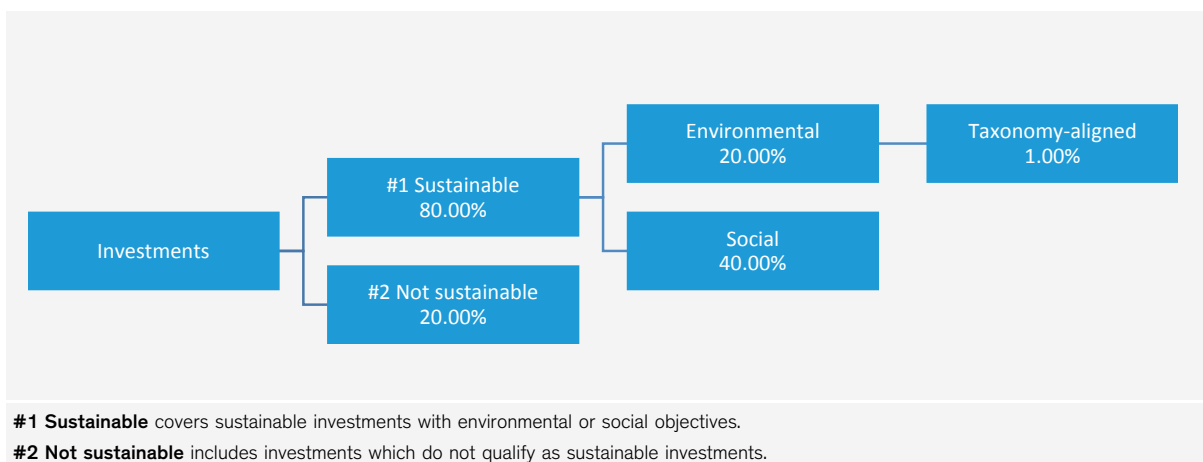 Investments
#1 Sustainable
80.00%
#2 Not sustainable
20.00%
Environmental
20.00%
Social
40.00%
Taxonomy-aligned
1.00%
#1 Sustainable covers sustainable investments with environmental or social objectives.
#2 Not sustainable includes investments which do not qualify as sustainable investments.